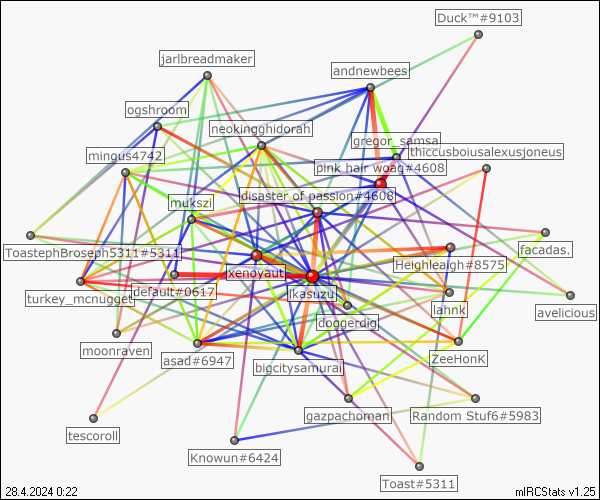 Duck™#9103
jarlbreadmaker
andnewbees
ogshroom
neokingghidorah
gregor_samsa
mingus4742
thiccusboiusalexusjoneus
pink hair woag#4608
disaster of passion#4608
mukszi
facadas.
ToastephBroseph5311#5311
Heighleaigh#8575
xenoyaut
default#0617
ikasuzu
turkey_mcnugget
lahnk
avelicious
doggerdigi
moonraven
asad#6947
ZeeHonK
bigcitysamurai
gazpachoman
Random Stuf6#5983
tescoroll
Knowun#6424
Toast#5311
28.4.2024 0:22
mIRCStats v1.25